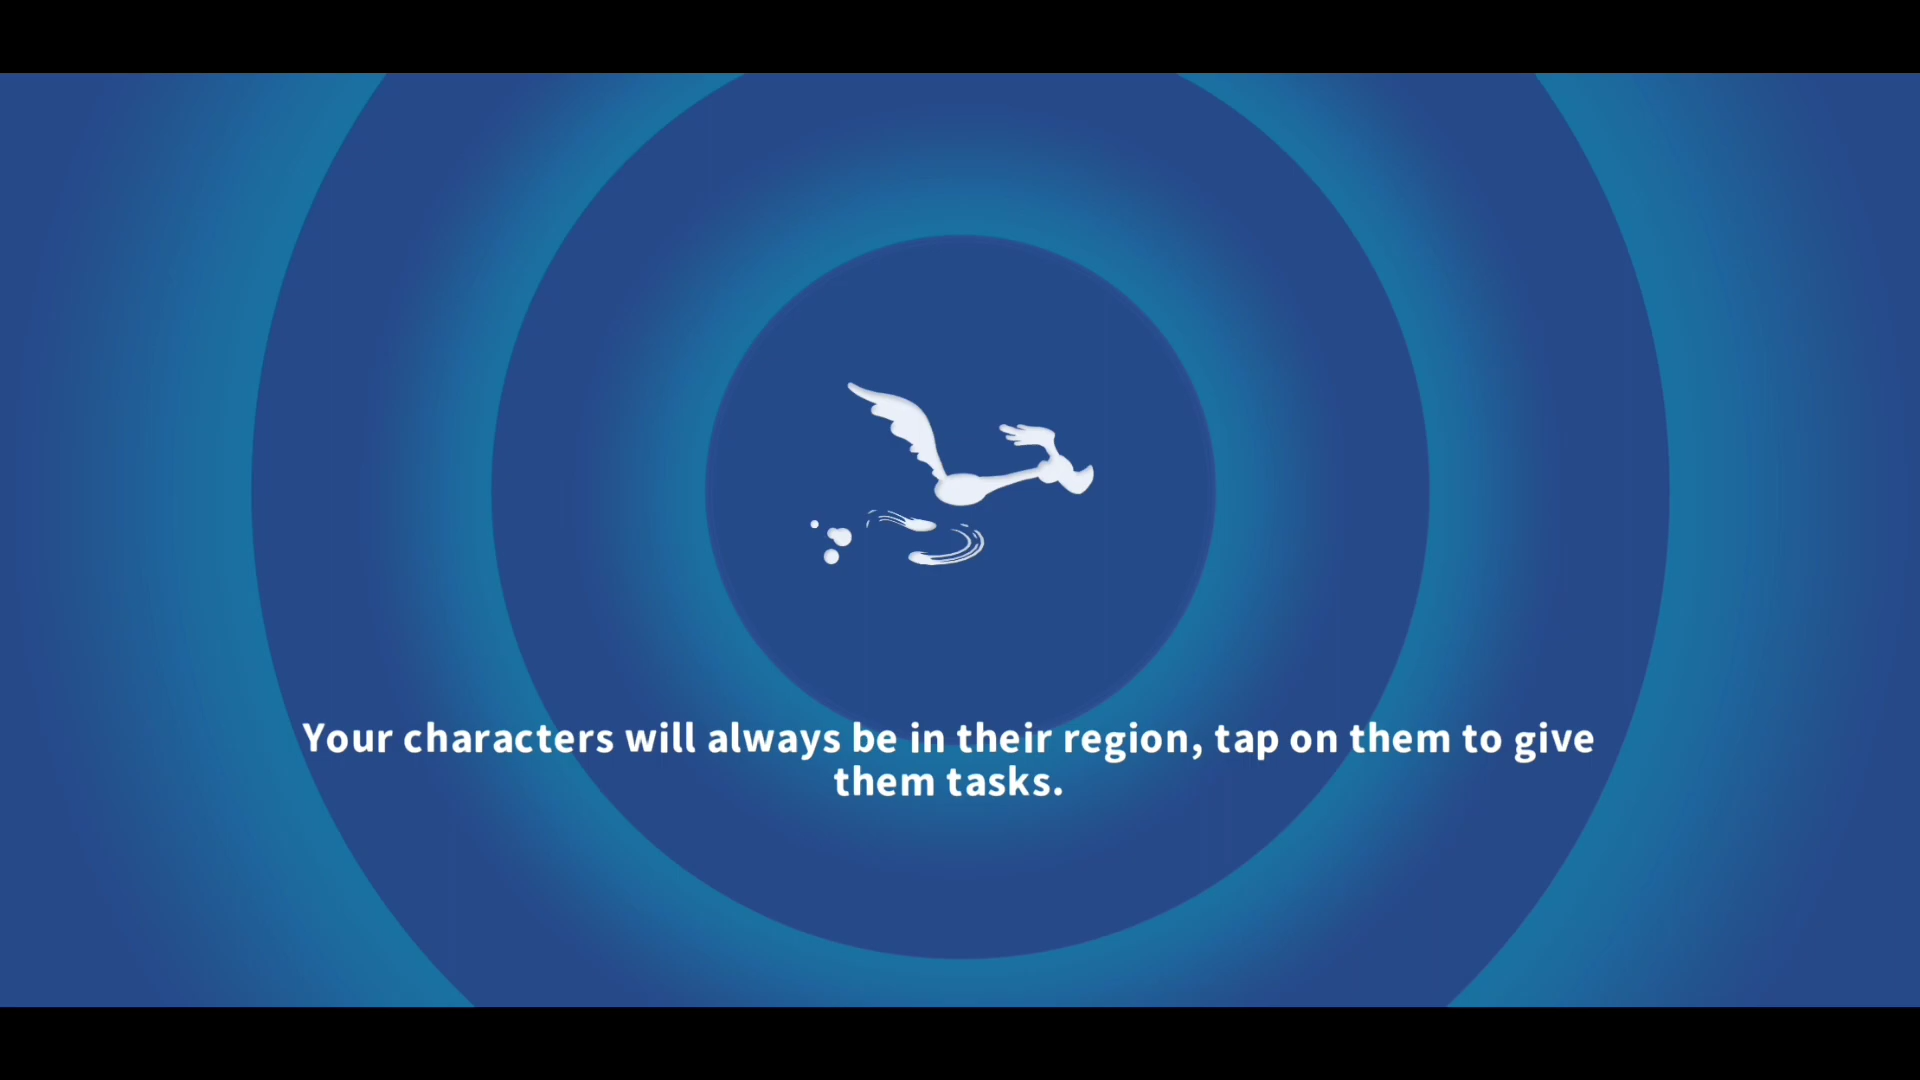 Your characters will always be in their region, tap on them to give
them tasks.